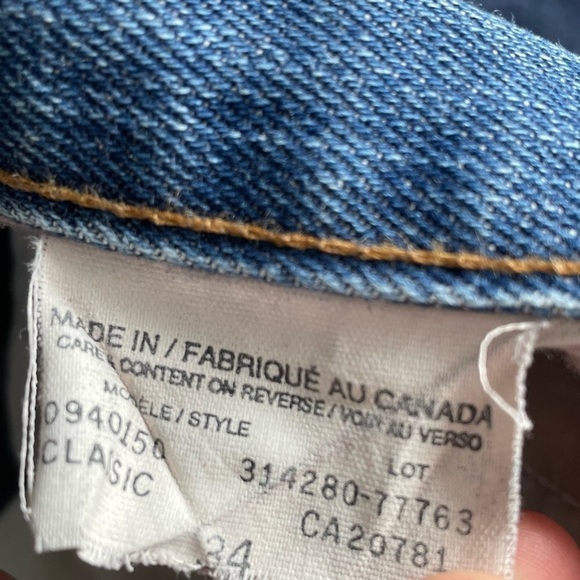 MADE IN / FABRIQUÉ AU CANADA
CARE & CONTENT ON REVERSE / VOIR AU VERSO
MODÈLE / STYLE LOT
0940150 314280-77763
CLASSIC CA20781